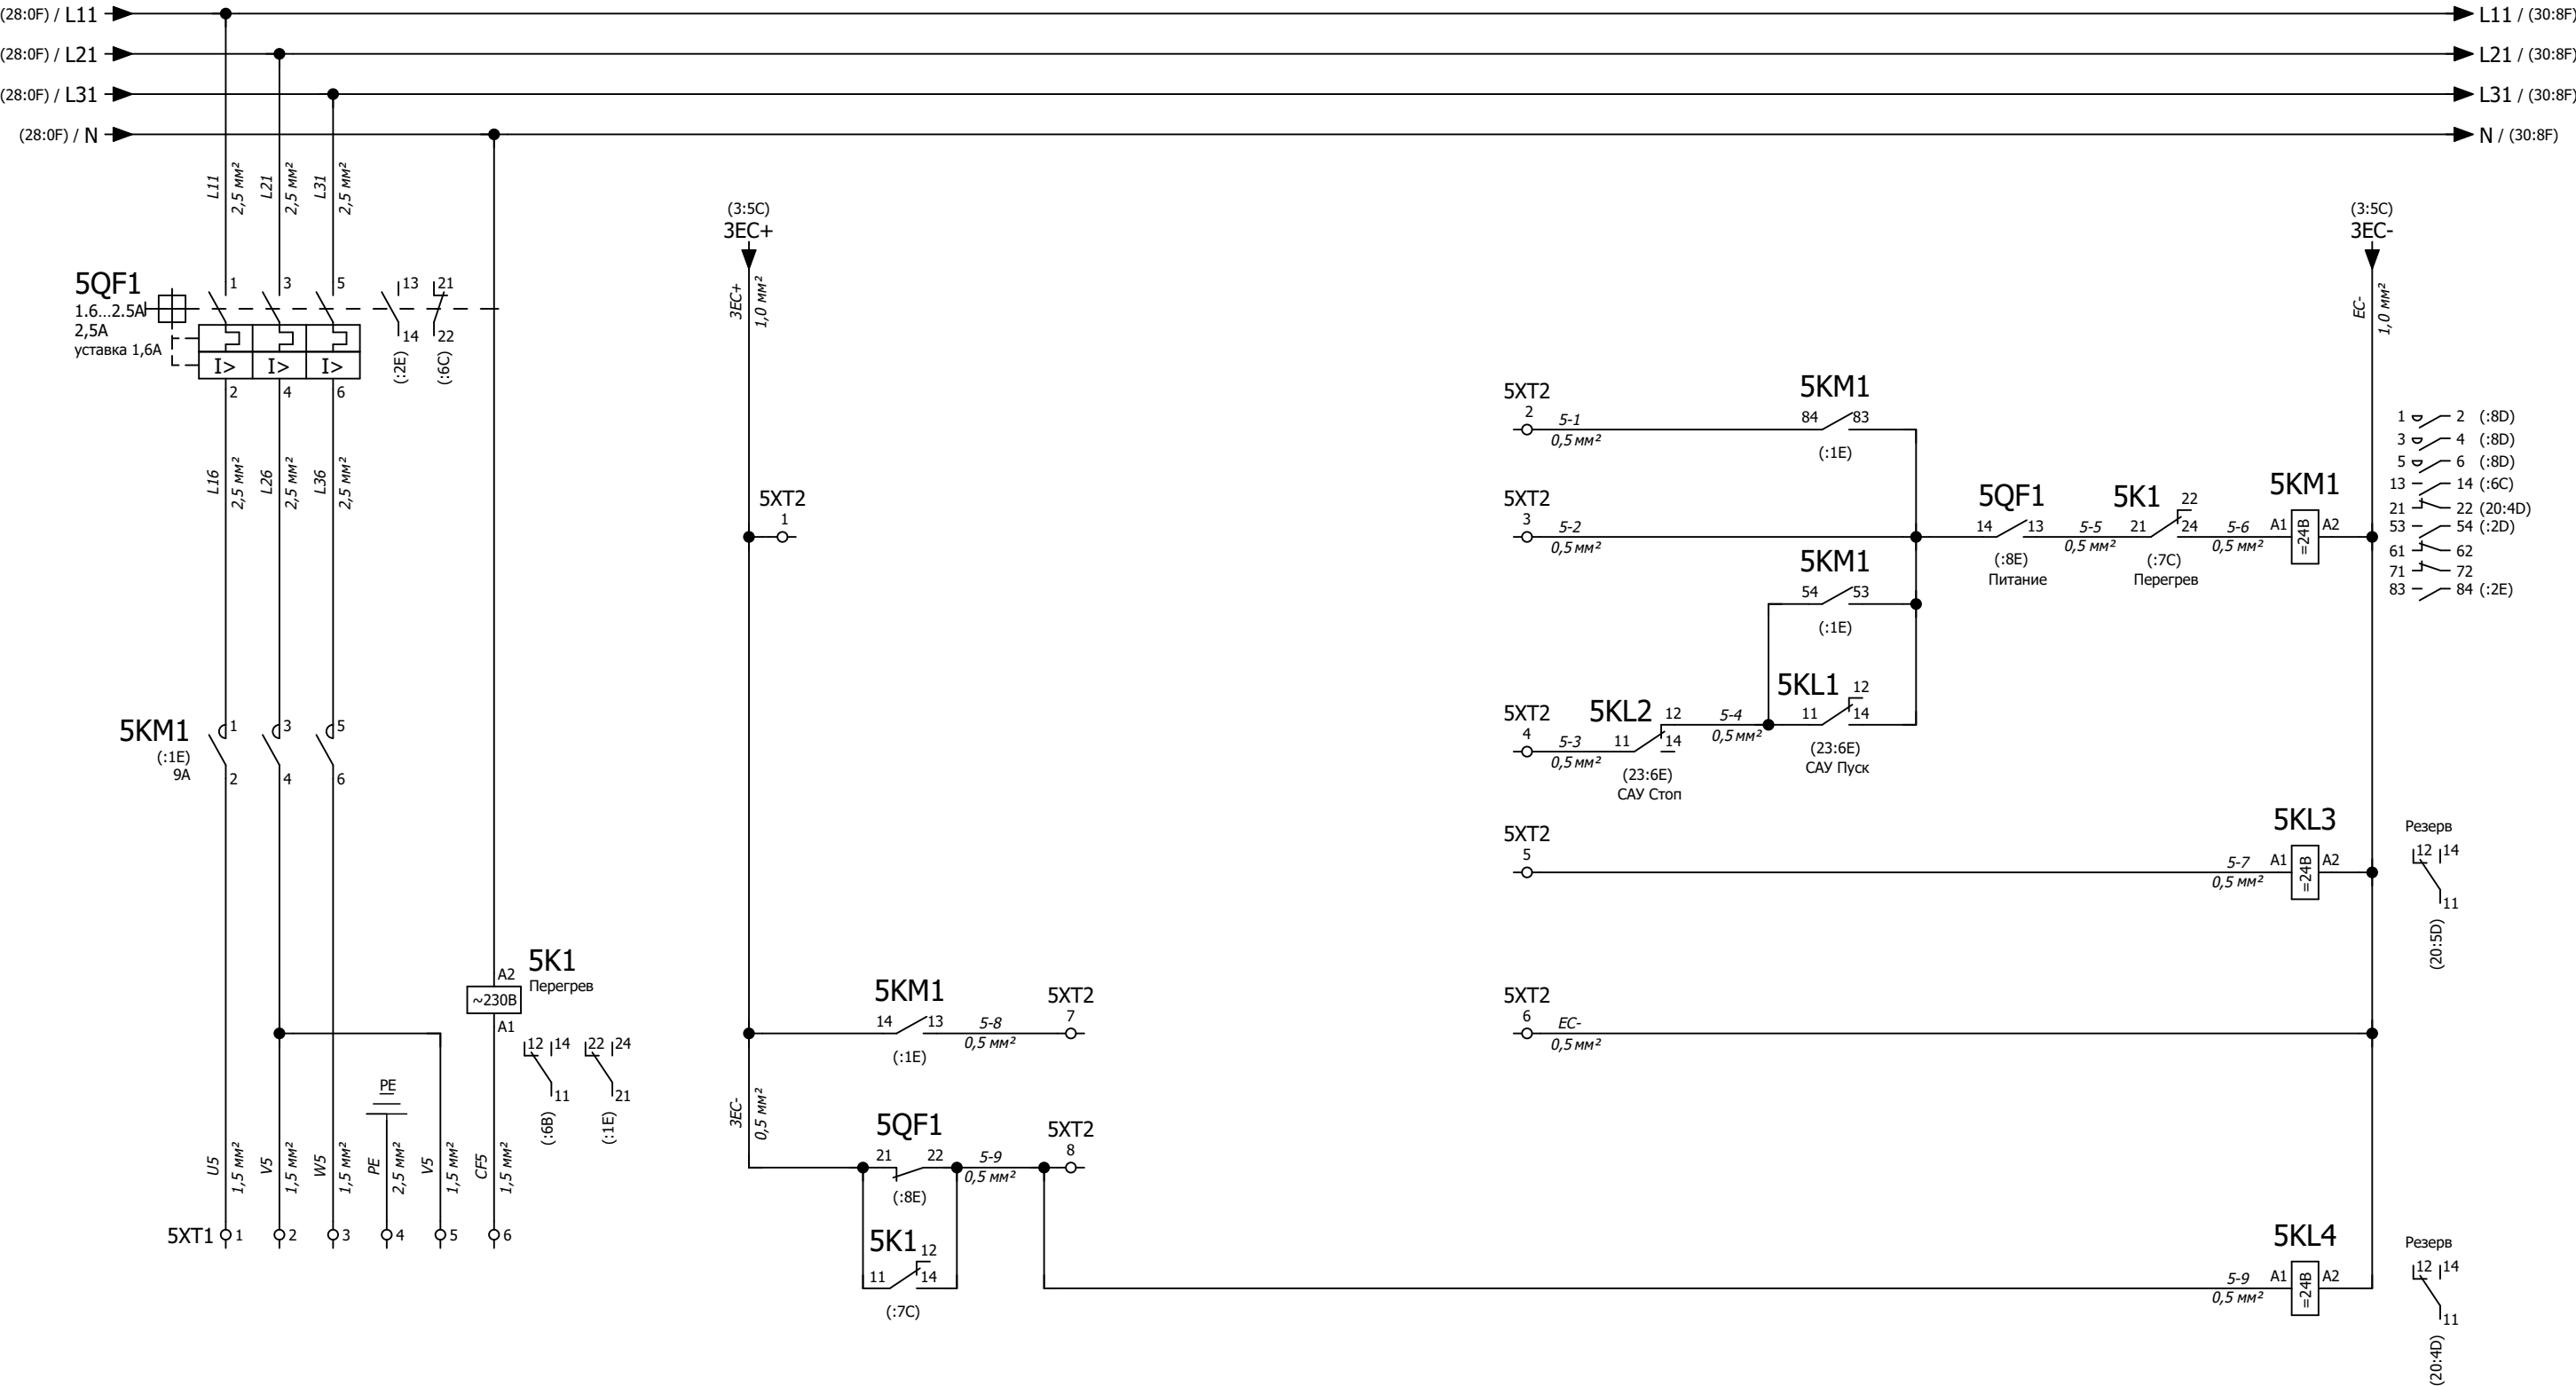 (28:0F) / L11
L11 / (30:8F)
(28:0F) / L21
L21 / (30:8F)
(28:0F) / L31
L31 / (30:8F)
(28:0F) / N
N / (30:8F)
L11
2,5 мм²
L21
2,5 мм²
L31
2,5 мм²
5QF1
1.6...2.5А
2,5А
уставка 1,6А
1
3
5
13
21
14
22
(:2E)
(:6C)
I>
I>
I>
2
4
6
L16
2,5 мм²
L26
2,5 мм²
L36
2,5 мм²
5KM1
(:1E)
9А
1
3
5
2
4
6
5K1
Перегрев
A2
~230В
A1
12
14
22
24
11
21
(:6B)
(:1E)
PE
U5
1,5 мм²
V5
1,5 мм²
W5
1,5 мм²
PE
2,5 мм²
V5
1,5 мм²
CF5
1,5 мм²
5XT1
1
2
3
4
5
6
(3:5C)
3EC+
3EC+
1,0 мм²
5XT2
1
5KM1
14
13
5-8
0,5 мм²
(:1E)
5XT2
7
3EC-
0,5 мм²
5QF1
21
22
5-9
0,5 мм²
(:8E)
5XT2
8
5K1
12
11
14
(:7C)
5XT2
2
5-1
0,5 мм²
5KM1
84
83
(:1E)
5XT2
3
5-2
0,5 мм²
5KM1
54
53
(:1E)
5XT2
4
5-3
0,5 мм²
5KL2
12
11
14
(23:6E)
САУ Стоп
5-4
0,5 мм²
5KL1
12
11
14
(23:6E)
САУ Пуск
5QF1
14
13
(:8E)
Питание
5-5
0,5 мм²
5K1
22
21
24
(:7C)
Перегрев
5-6
0,5 мм²
5KM1
A1
=24В
A2
(3:5C)
3EC-
EC-
1,0 мм²
1 2 (:8D)
3 4 (:8D)
5 6 (:8D)
13 14 (:6C)
21 22 (20:4D)
53 54 (:2D)
61 62
71 72
83 84 (:2E)
5XT2
5
5-7
0,5 мм²
5KL3
A1
=24В
A2
Резерв
12
14
11
(20:5D)
5XT2
6
EC-
0,5 мм²
5-9
0,5 мм²
5KL4
A1
=24В
A2
Резерв
12
14
11
(20:4D)